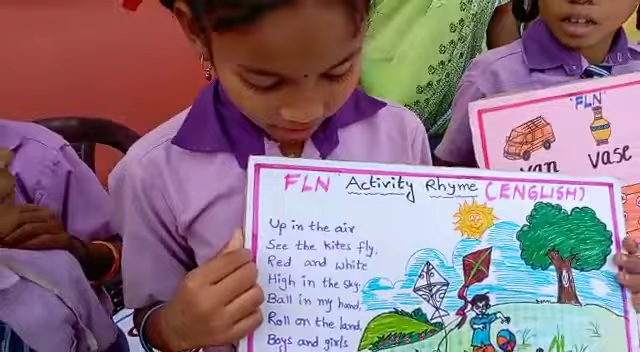 FLN Activity Rhyme (ENGLISH)
Up in the air
See the kites fly,
Red and white
High in the sky.
Ball in my hand,
Roll on the land,
Boys and girls
"FLN"
van
vase